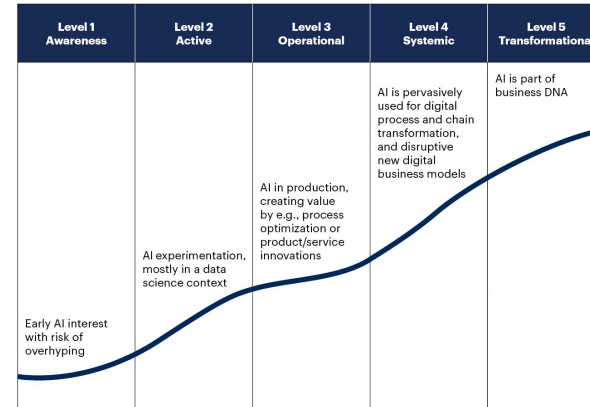 Level 1
Awareness
Level 2
Active
Level 3
Operational
Level 4
Systemic
Level 5
Transformationa
Early AI interest
with risk of
overhyping
AI experimentation,
mostly in a data
science context
AI in production,
creating value
by e.g., process
optimization or
product/service
innovations
AI is pervasively
used for digital
process and chain
transformation,
and disruptive
new digital
business models
AI is part of
business DNA